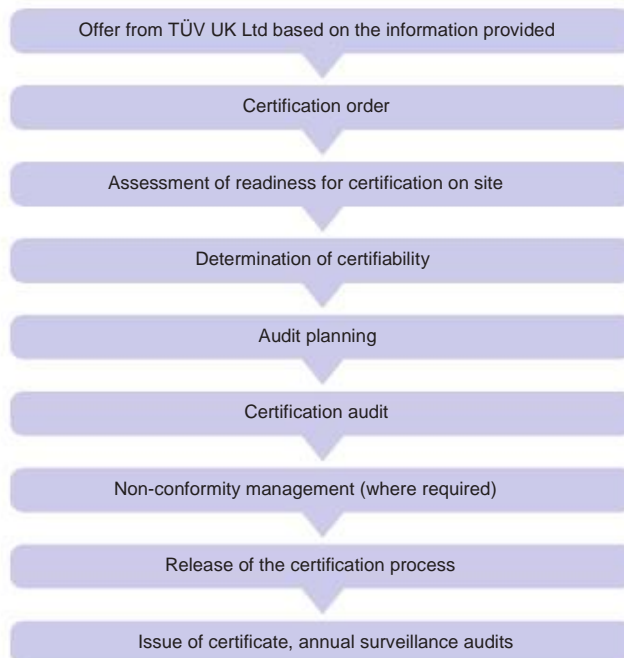 Offer from TÜV UK Ltd based on the information provided
Certification order
Assessment of readiness for certification on site
Determination of certifiability
Audit planning
Certification audit
Non-conformity management (where required)
Release of the certification process
Issue of certificate, annual surveillance audits